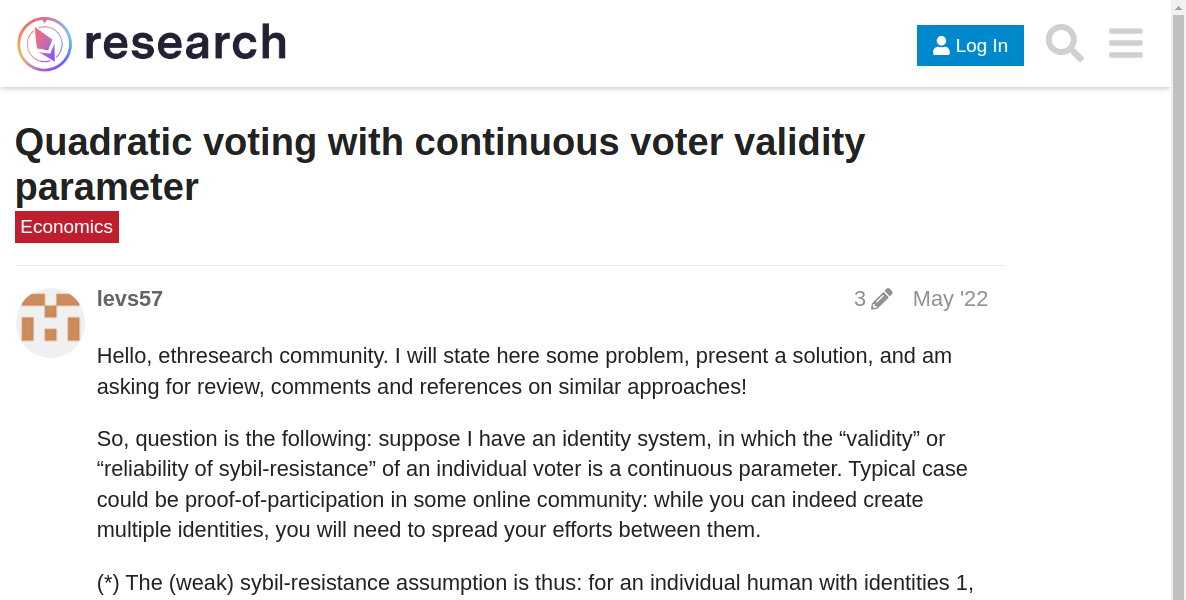 research
Log In
Quadratic voting with continuous voter validity
parameter
Economics
levs57
3
May '22
Hello, ethresearch community. I will state here some problem, present a solution, and am
asking for review, comments and references on similar approaches!
So, question is the following: suppose I have an identity system, in which the “validity” or
“reliability of sybil-resistance” of an individual voter is a continuous parameter. Typical case
could be proof-of-participation in some online community: while you can indeed create
multiple identities, you will need to spread your efforts between them.
(*) The (weak) sybil-resistance assumption is thus: for an individual human with identities 1,